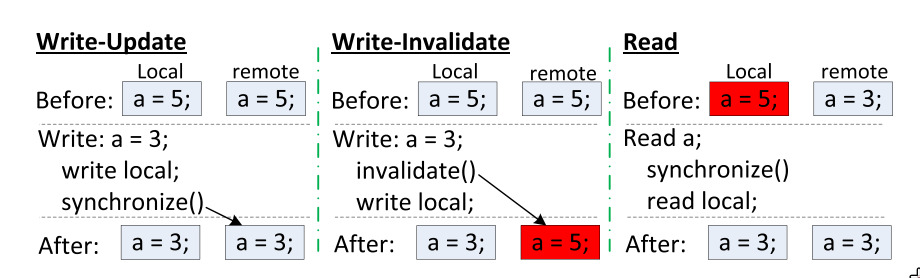 Write-Update
Local remote
Before: a = 5; a = 5;
Write: a = 3;
write local;
synchronize()
After: a = 3; a = 3;
Write-Invalidate
Local remote
Before: a = 5; a = 5;
Write: a = 3;
invalidate()
write local;
After: a = 3; a = 5;
Read
Local remote
Before: a = 5; a = 3;
Read a;
synchronize()
read local;
After: a = 3; a = 3;